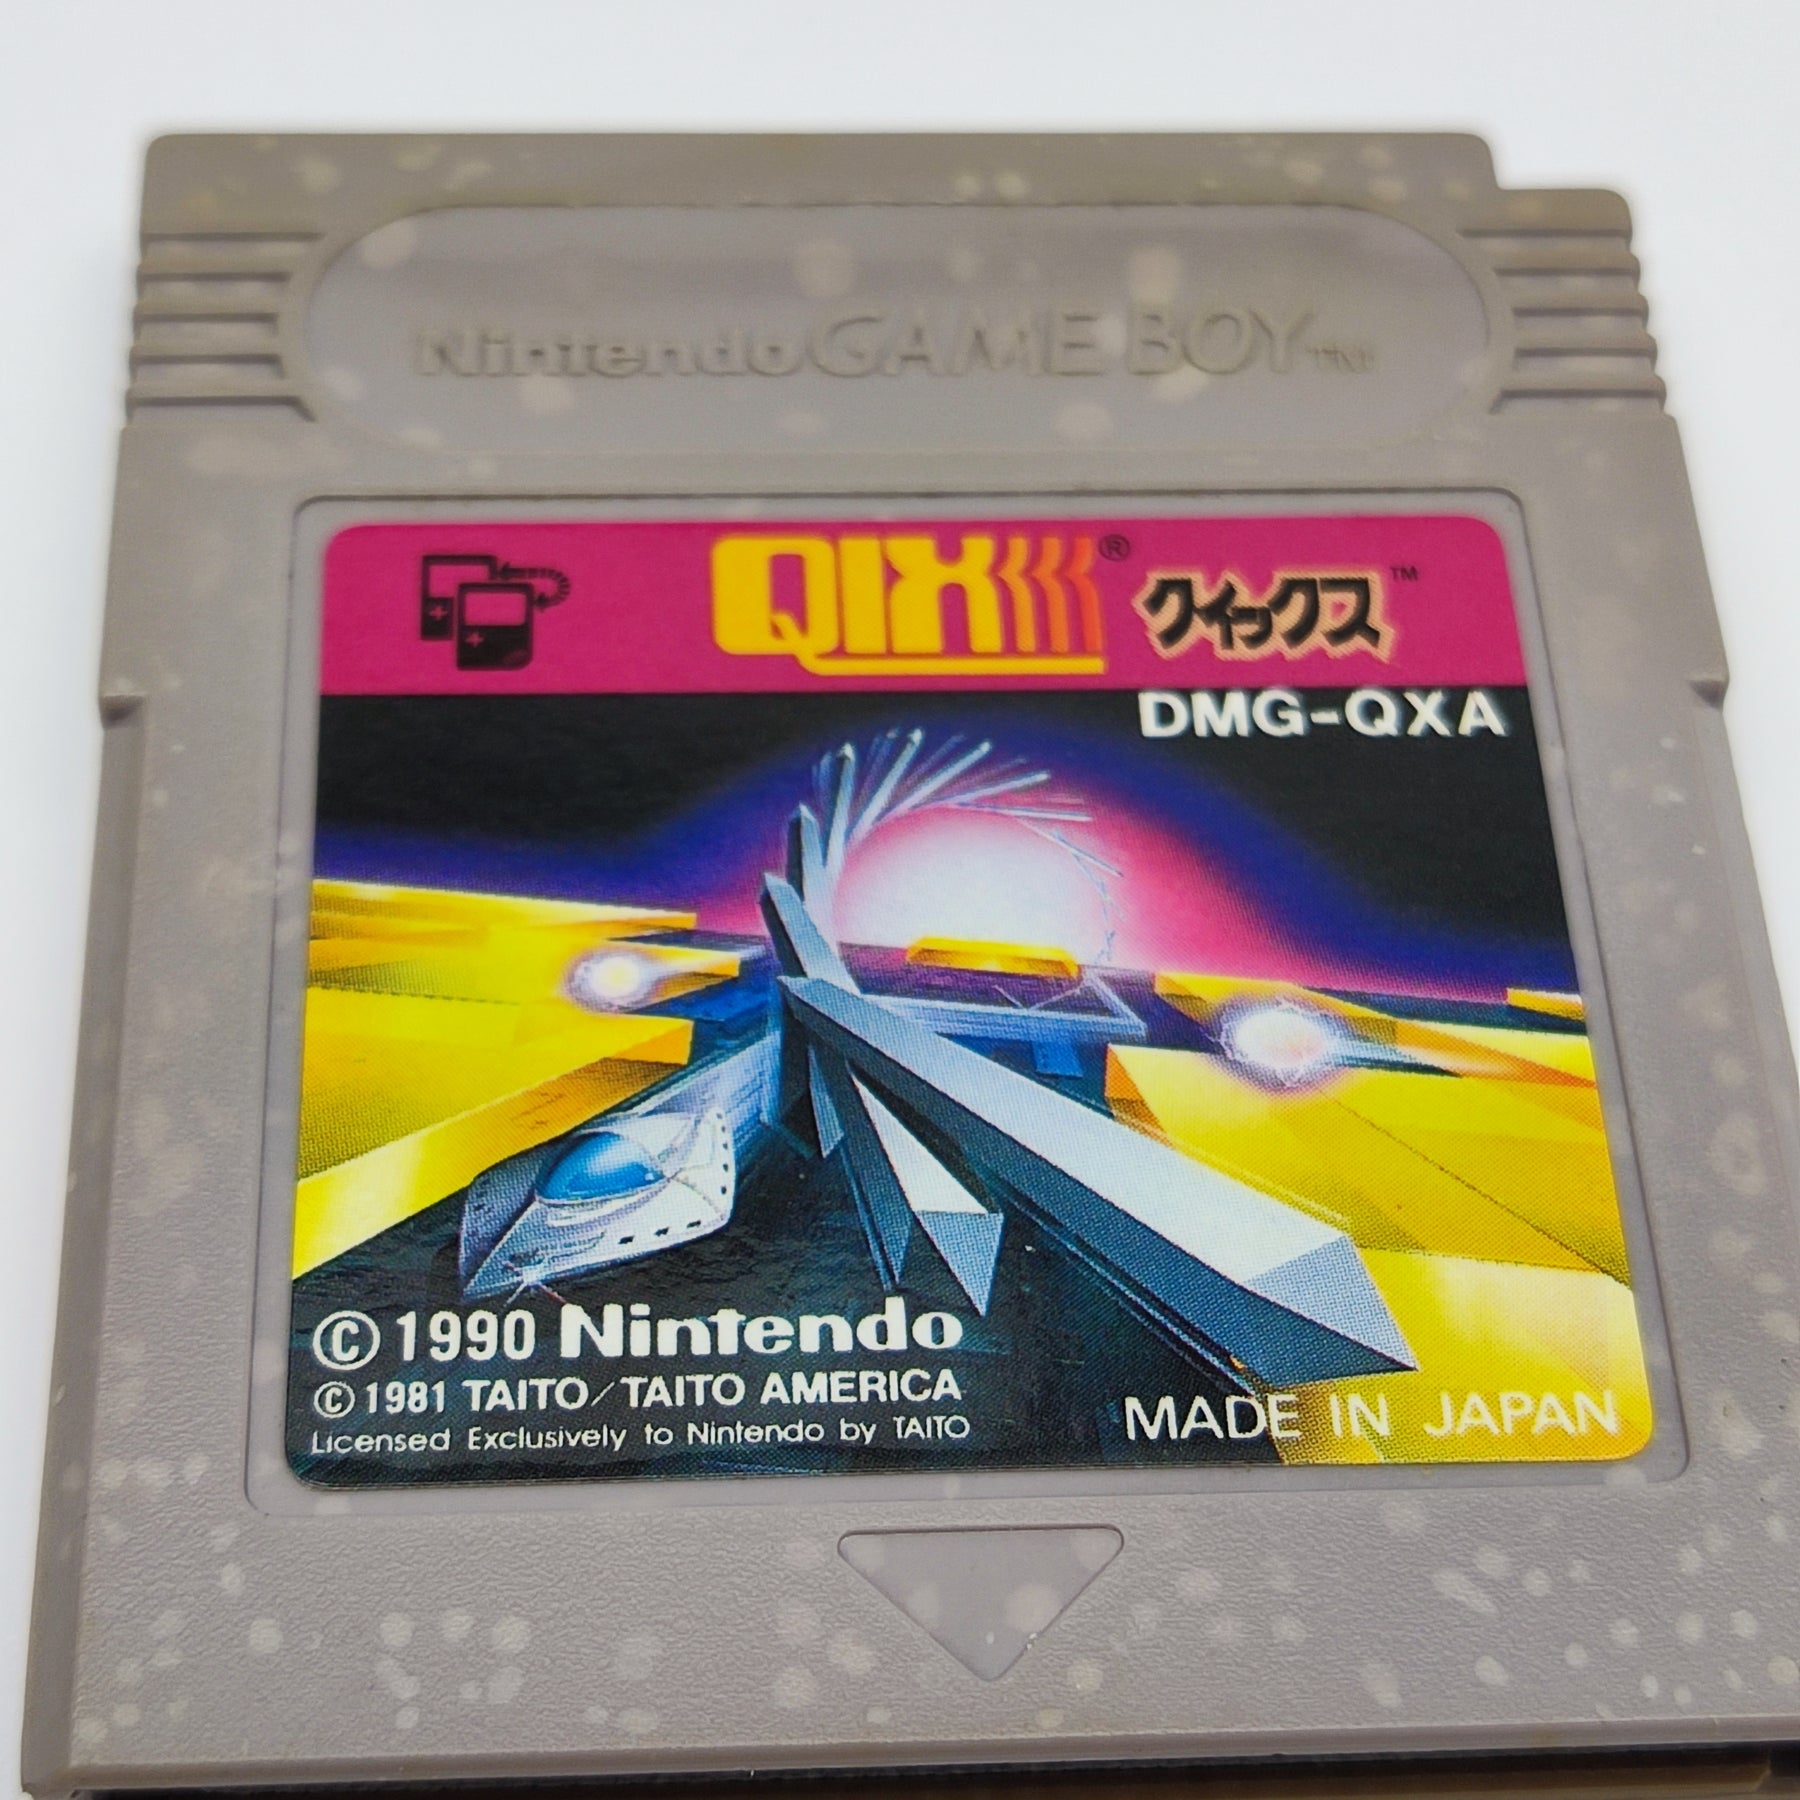 Nintendo GAME BOY™
QIX® クイックス™
DMG-QXA
© 1990 Nintendo
© 1981 TAITO/TAITO AMERICA
Licensed Exclusively to Nintendo by TAITO
MADE IN JAPAN